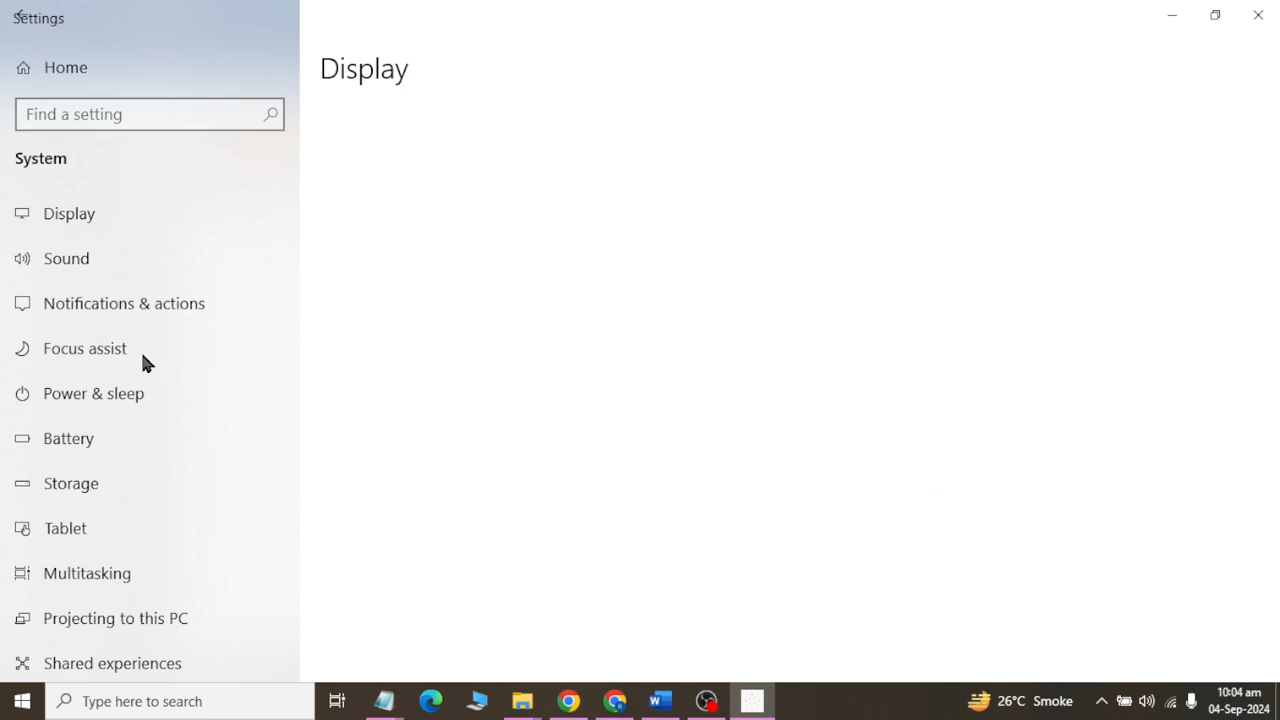 Settings
Home
Find a setting
System
Display
Sound
Notifications & actions
Focus assist
Power & sleep
Battery
Storage
Tablet
Multitasking
Projecting to this PC
Shared experiences
Display
Type here to search
26°C Smoke
10:04 am
04-Sep-2024